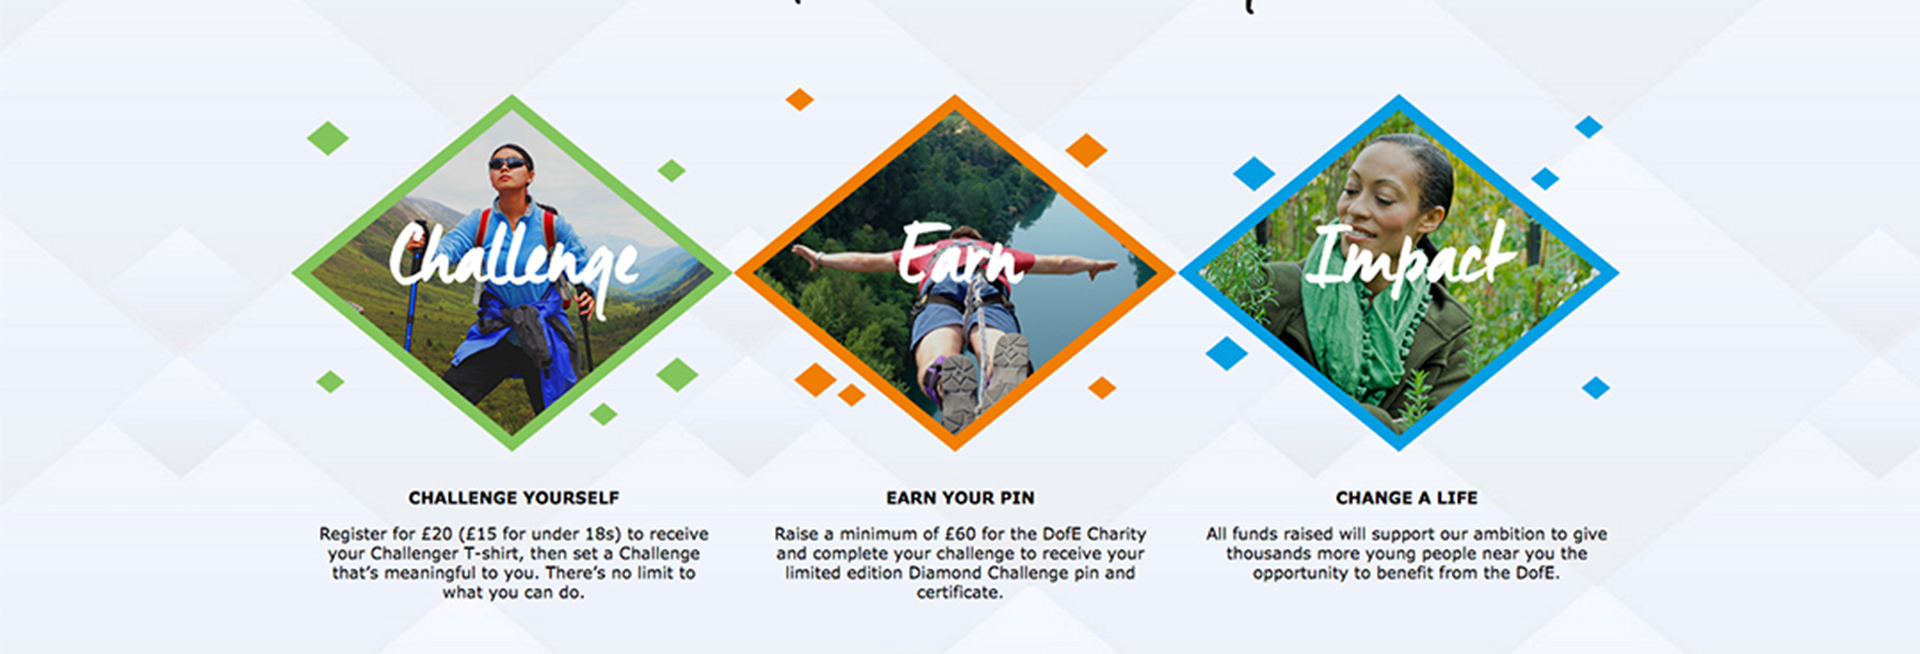 Challenge
Earn
Impact
CHALLENGE YOURSELF
Register for £20 (£15 for under 18s) to receive
your Challenger T-shirt, then set a Challenge
that's meaningful to you. There's no limit to
what you can do.
EARN YOUR PIN
Raise a minimum of £60 for the DofE Charity
and complete your challenge to receive your
limited edition Diamond Challenge pin and
certificate.
CHANGE A LIFE
All funds raised will support our ambition to give
thousands more young people near you the
opportunity to benefit from the DofE.